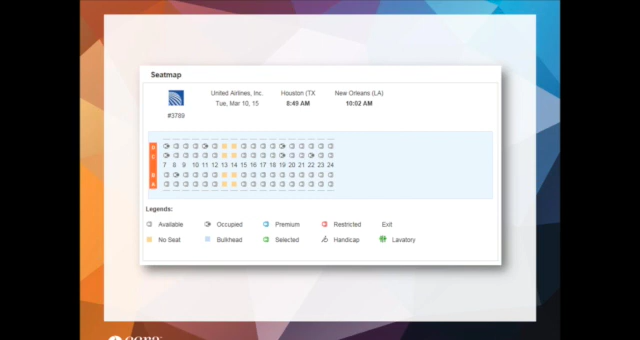 Seatmap
United Airlines, Inc. Houston (TX New Orleans (LA)
Tue, Mar 10, 15 8:49 AM 10:02 AM
#3789
D
C
7 8 9 10 11 12 13 14 15 16 17 18 19 20 21 22 23 24
B
A
Legends:
Available Occupied Premium Restricted Exit
No Seat Bulkhead Selected Handicap Lavatory